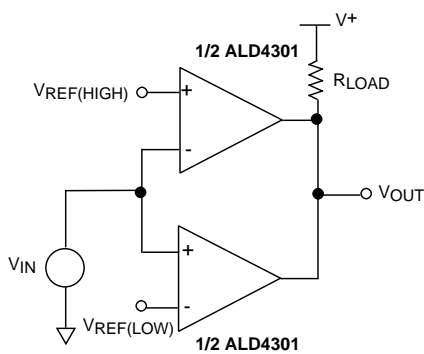 1/2 ALD4301
V+
VREF(HIGH)
+
-
RLOAD
VOUT
VIN
+
-
VREF(LOW)
1/2 ALD4301